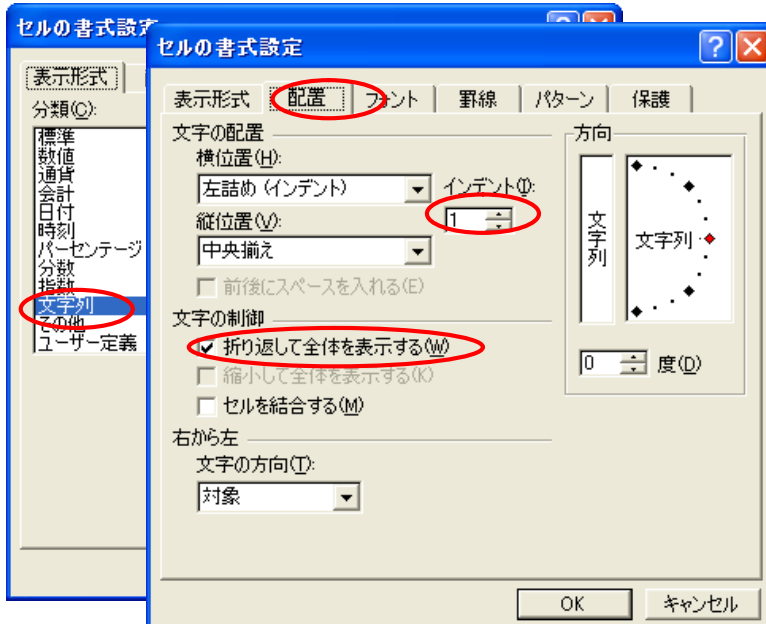 セルの書式設定
表示形式
分類(C):
標準
数値
通貨
会計
日付
時刻
パーセンテージ
分数
指数
文字列
その他
ユーザー定義
セルの書式設定
表示形式 配置 フォント 罫線 パターン 保護
文字の配置
横位置(H):
左詰め (インデント)
インデント(I):
1
縦位置(V):
中央揃え
前後にスペースを入れる(E)
文字の制御
折り返して全体を表示する(W)
縮小して全体を表示する(K)
セルを結合する(M)
右から左
文字の方向(T):
対象
方向
文字列
文字列
0 度(D)
OK キャンセル